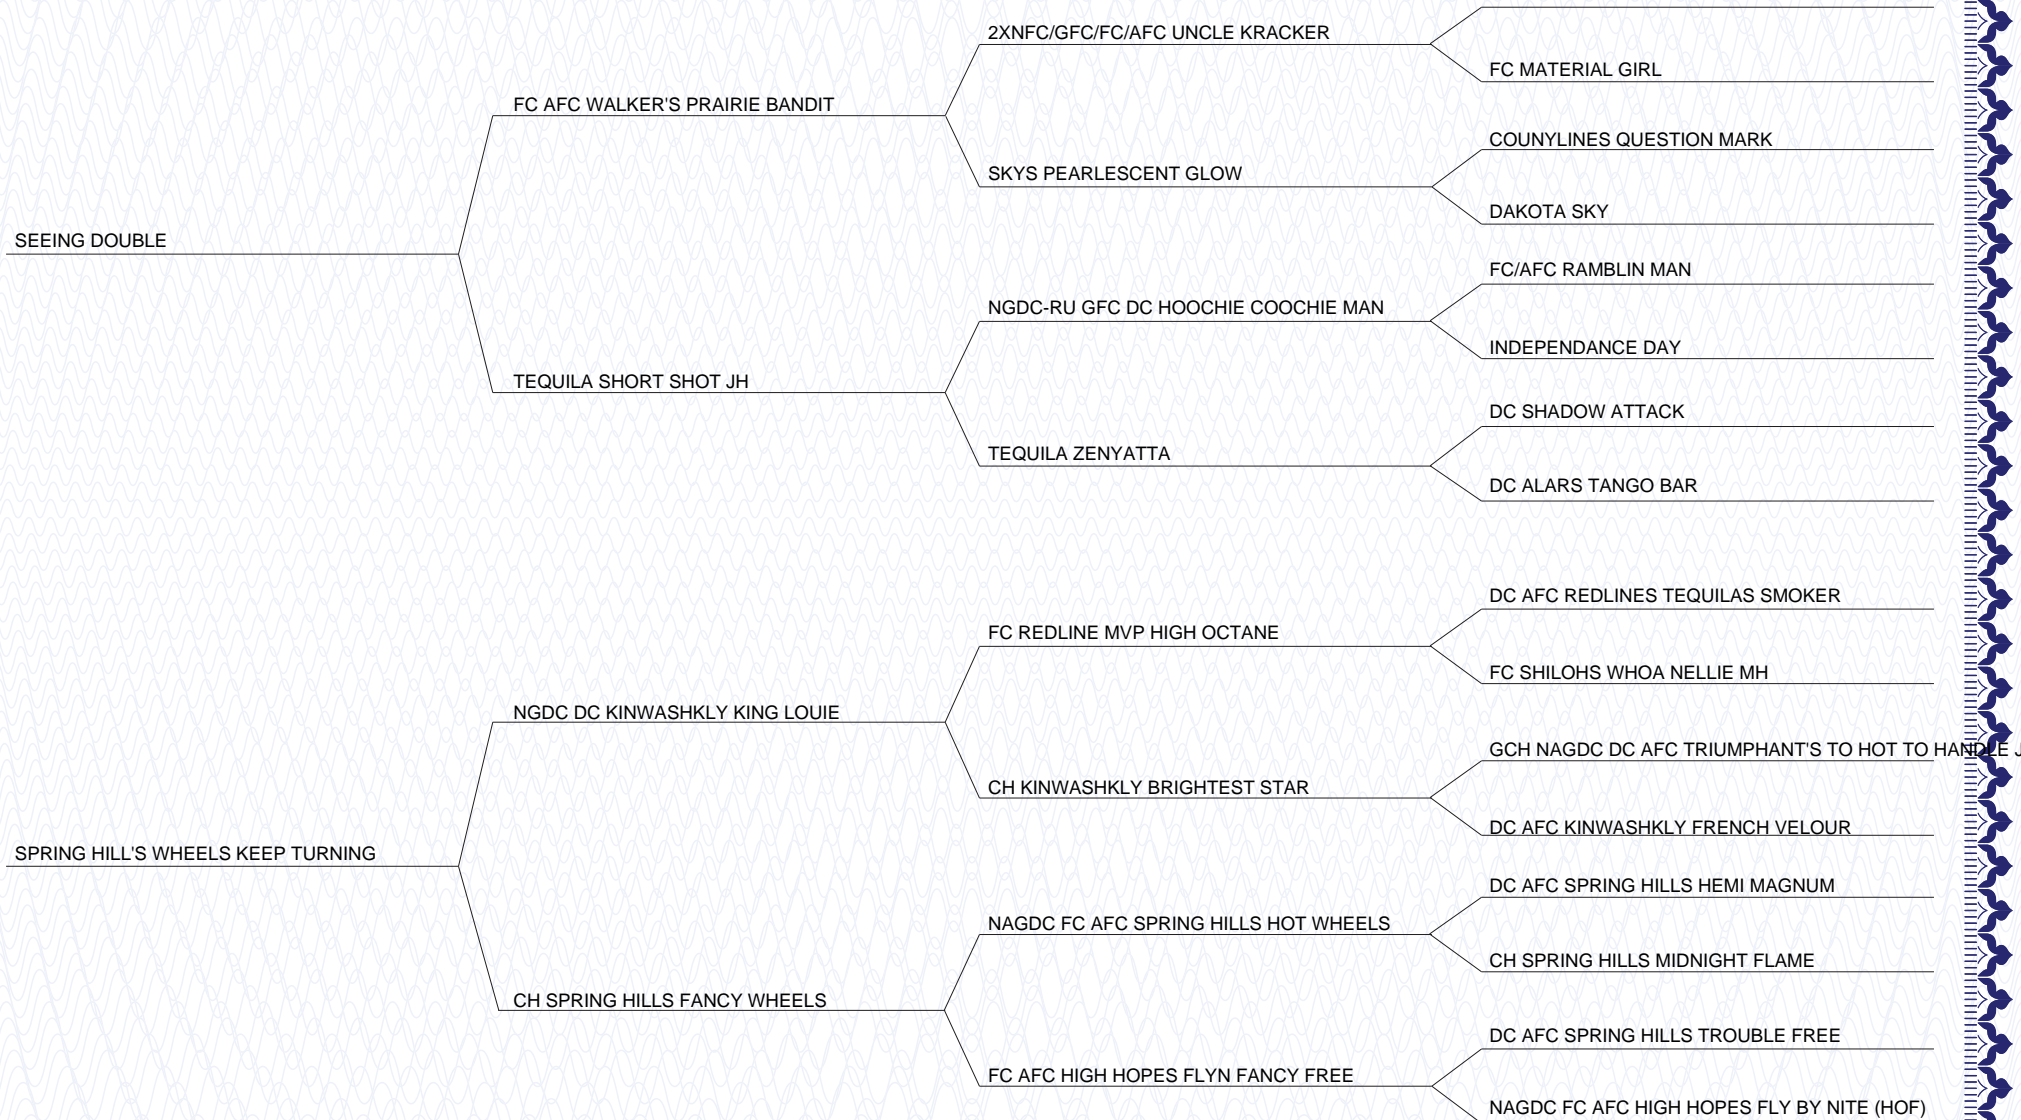 2XNFC/GFC/FC/AFC UNCLE KRACKER
FC MATERIAL GIRL
FC AFC WALKER'S PRAIRIE BANDIT
COUNYLINES QUESTION MARK
SKYS PEARLESCENT GLOW
DAKOTA SKY
SEEING DOUBLE
FC/AFC RAMBLIN MAN
NGDC-RU GFC DC HOOCHIE COOCHIE MAN
INDEPENDANCE DAY
TEQUILA SHORT SHOT JH
DC SHADOW ATTACK
TEQUILA ZENYATTA
DC ALARS TANGO BAR
DC AFC REDLINES TEQUILAS SMOKER
FC REDLINE MVP HIGH OCTANE
FC SHILOHS WHOA NELLIE MH
NGDC DC KINWASHKLY KING LOUIE
GCH NAGDC DC AFC TRIUMPHANT'S TO HOT TO HANDLE J
CH KINWASHKLY BRIGHTEST STAR
DC AFC KINWASHKLY FRENCH VELOUR
SPRING HILL'S WHEELS KEEP TURNING
DC AFC SPRING HILLS HEMI MAGNUM
NAGDC FC AFC SPRING HILLS HOT WHEELS
CH SPRING HILLS MIDNIGHT FLAME
CH SPRING HILLS FANCY WHEELS
DC AFC SPRING HILLS TROUBLE FREE
FC AFC HIGH HOPES FLYN FANCY FREE
NAGDC FC AFC HIGH HOPES FLY BY NITE (HOF)